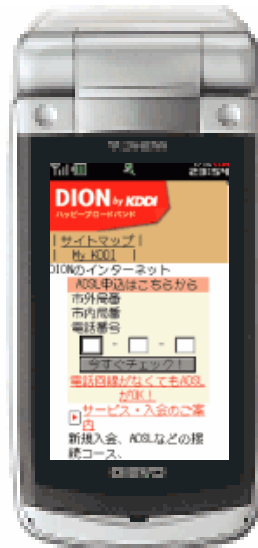 23:54
DION by KDDI
ハッピーブロードバンド
| サイトマップ |
| My KDDI |
DIONのインターネット
ADSL申込はこちらから
市外局番
市内局番
電話番号
- -
今すぐチェック!
電話回線がなくてもADSL
がOK!
サービス・入会のご案
内
新規入会、ADSLなどの接
続コース、